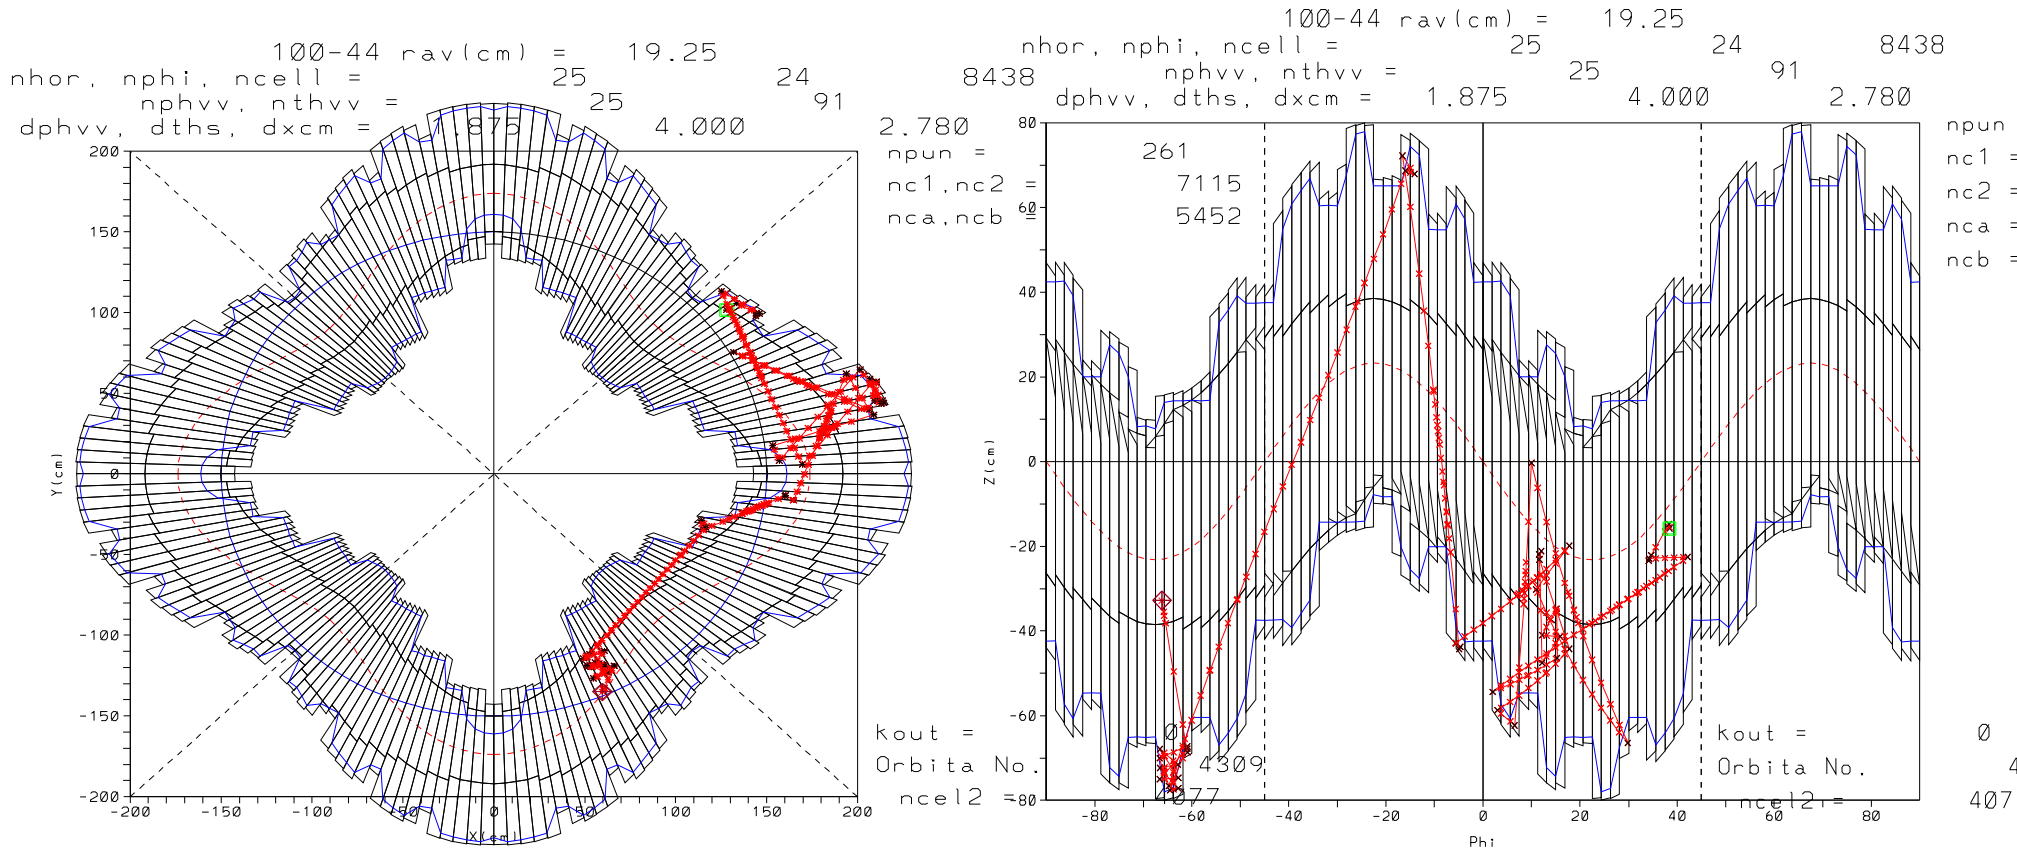 100-44 rav(cm) = 19.25
nhor, nphi, ncell = 25 24 8438
nphvv, nthvv = 25 91
dphvv, dths, dxcm = 1.875 4.000 2.780
npun = 261
nc1,nc2 = 7115
nca,ncb = 5452
200
150
100
50
0
-50
-100
-150
-200
Y(cm)
-200 -150 -100 -50 0 50 100 150 200
X(cm)
kout = 0
Orbita No. 4309
ncel2 =
100-44 rav(cm) = 19.25
nhor, nphi, ncell = 25 24 8438
nphvv, nthvv = 25 91
dphvv, dths, dxcm = 1.875 4.000 2.780
npun
nc1 =
nc2 =
nca =
ncb =
80
60
40
20
0
-20
-40
-60
-80
Z(cm)
-80 -60 -40 -20 0 20 40 60 80
Phi
kout = 0
Orbita No. 4
ncel2 = 407